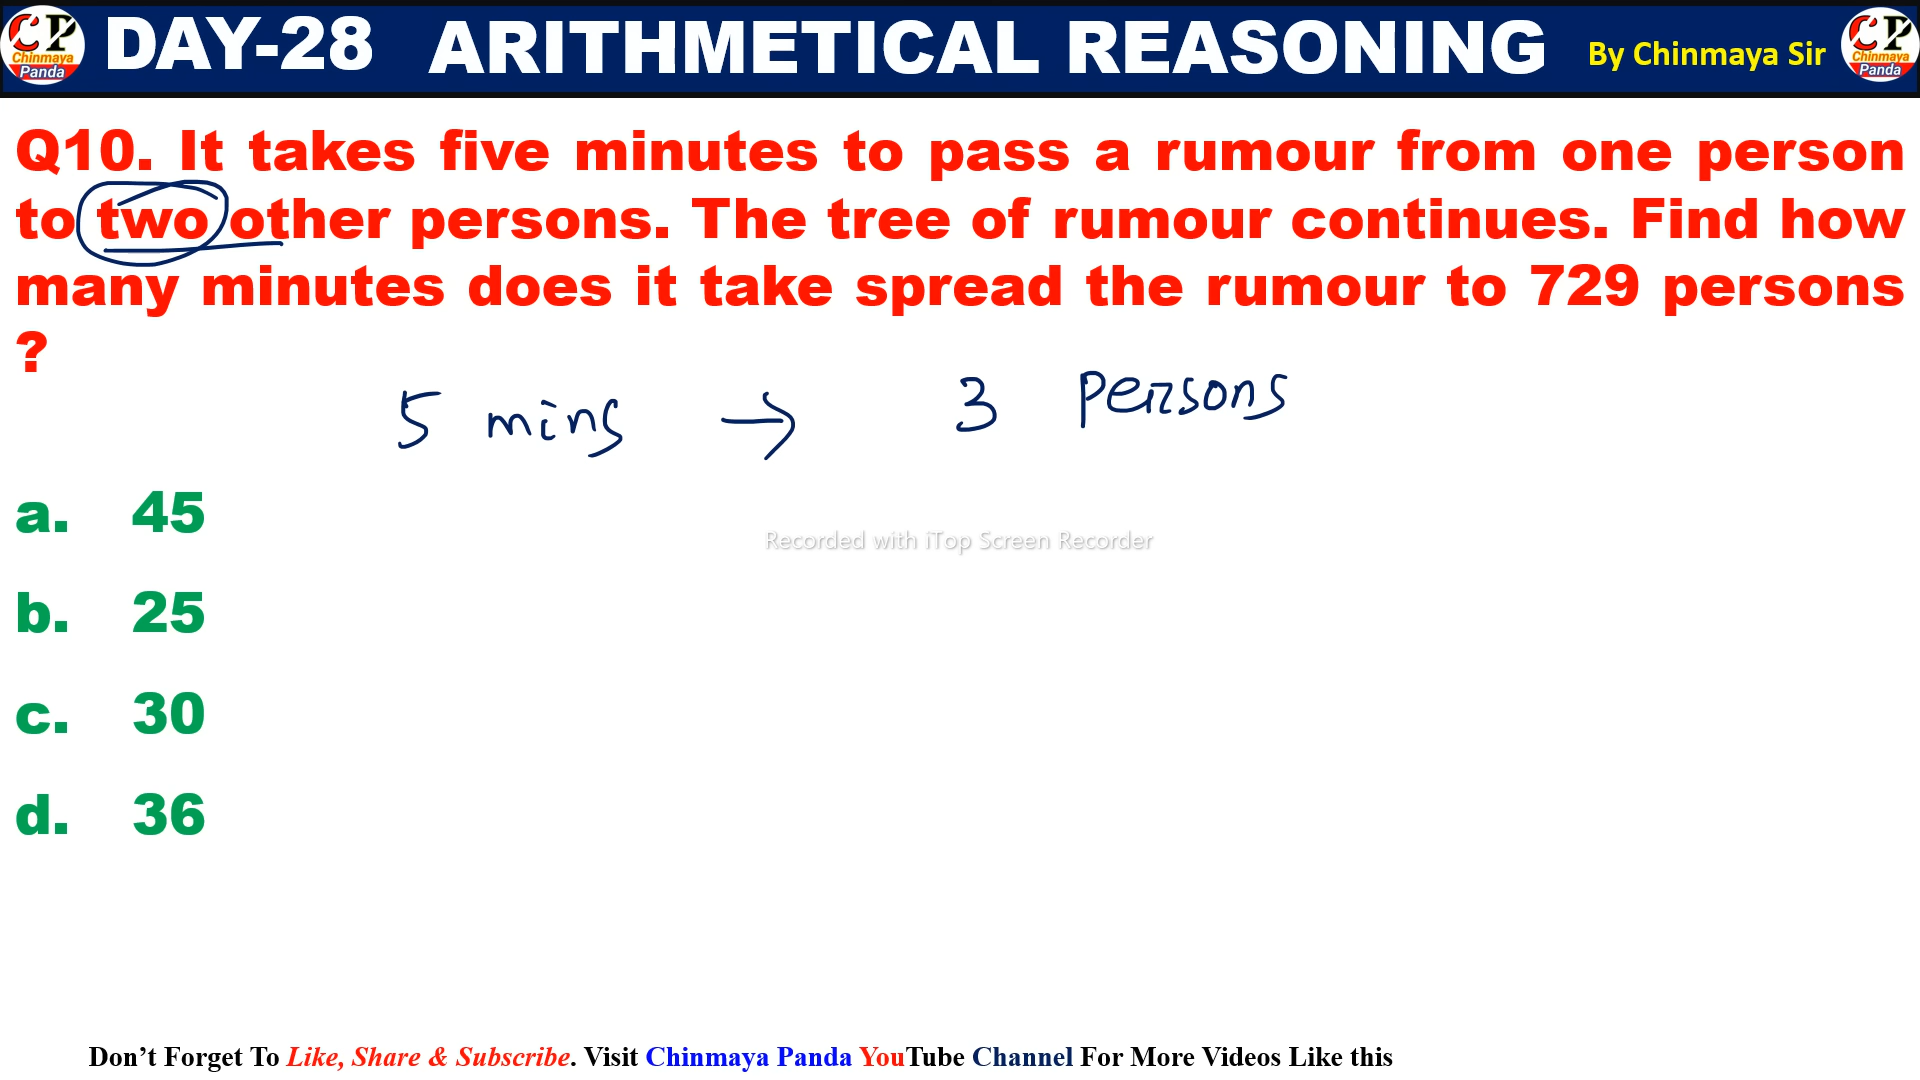 CP Chinmaya Panda DAY-28 ARITHMETICAL REASONING By Chinmaya Sir CP Chinmaya Panda
Q10. It takes five minutes to pass a rumour from one person
to two other persons. The tree of rumour continues. Find how
many minutes does it take spread the rumour to 729 persons
?
5 mins → 3 persons
a. 45
Recorded with iTop Screen Recorder
b. 25
c. 30
d. 36
Don’t Forget To Like, Share & Subscribe. Visit Chinmaya Panda YouTube Channel For More Videos Like this